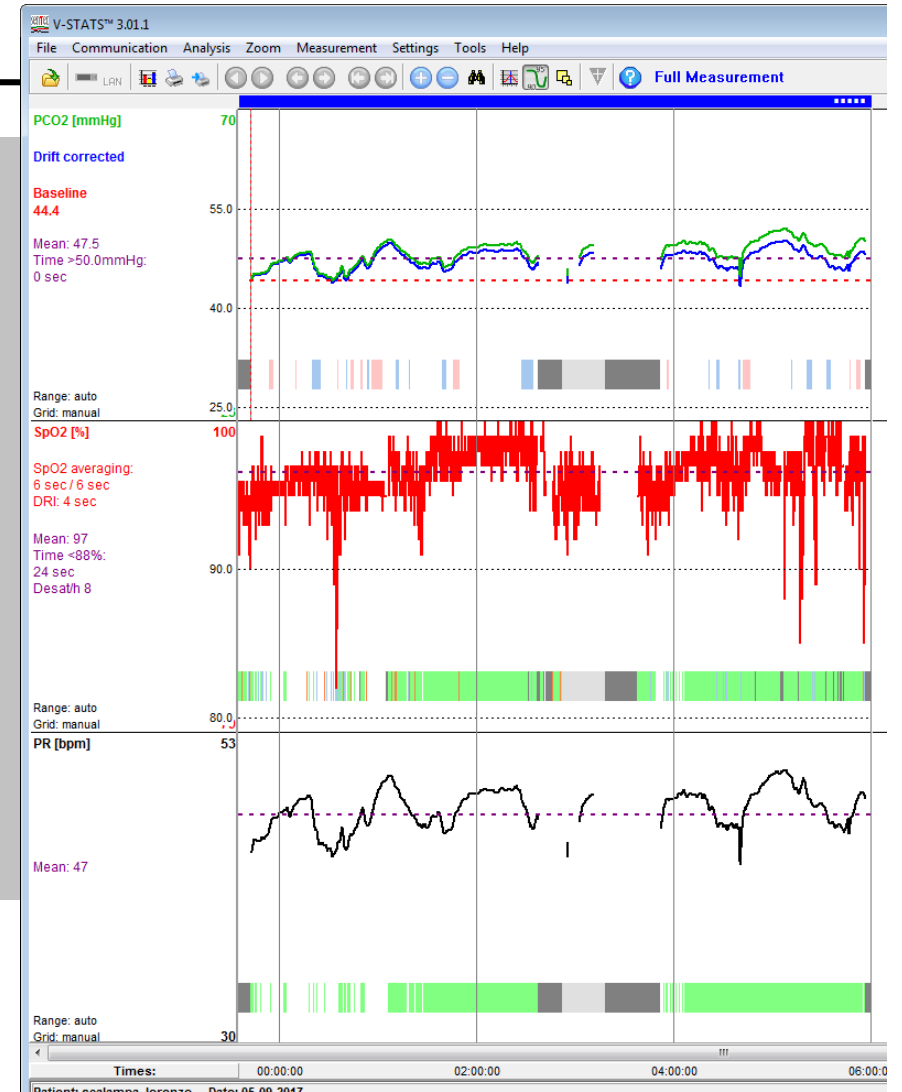 V-STATS™ 3.01.1
File Communication Analysis Zoom Measurement Settings Tools Help
LAN Full Measurement
PCO2 [mmHg] 70
Drift corrected
Baseline
44.4
55.0
Mean: 47.5
Time >50.0mmHg:
0 sec
40.0
Range: auto
25.0
Grid: manual
SpO2 [%] 100
SpO2 averaging:
6 sec / 6 sec
DRI: 4 sec
Mean: 97
Time <88%:
24 sec
90.0
Desat/h 8
Range: auto
80.0
Grid: manual
PR [bpm] 53
Mean: 47
Range: auto
Grid: manual 30
Times: 00:00:00 02:00:00 04:00:00 06:00:0
Date: 05-09-2017